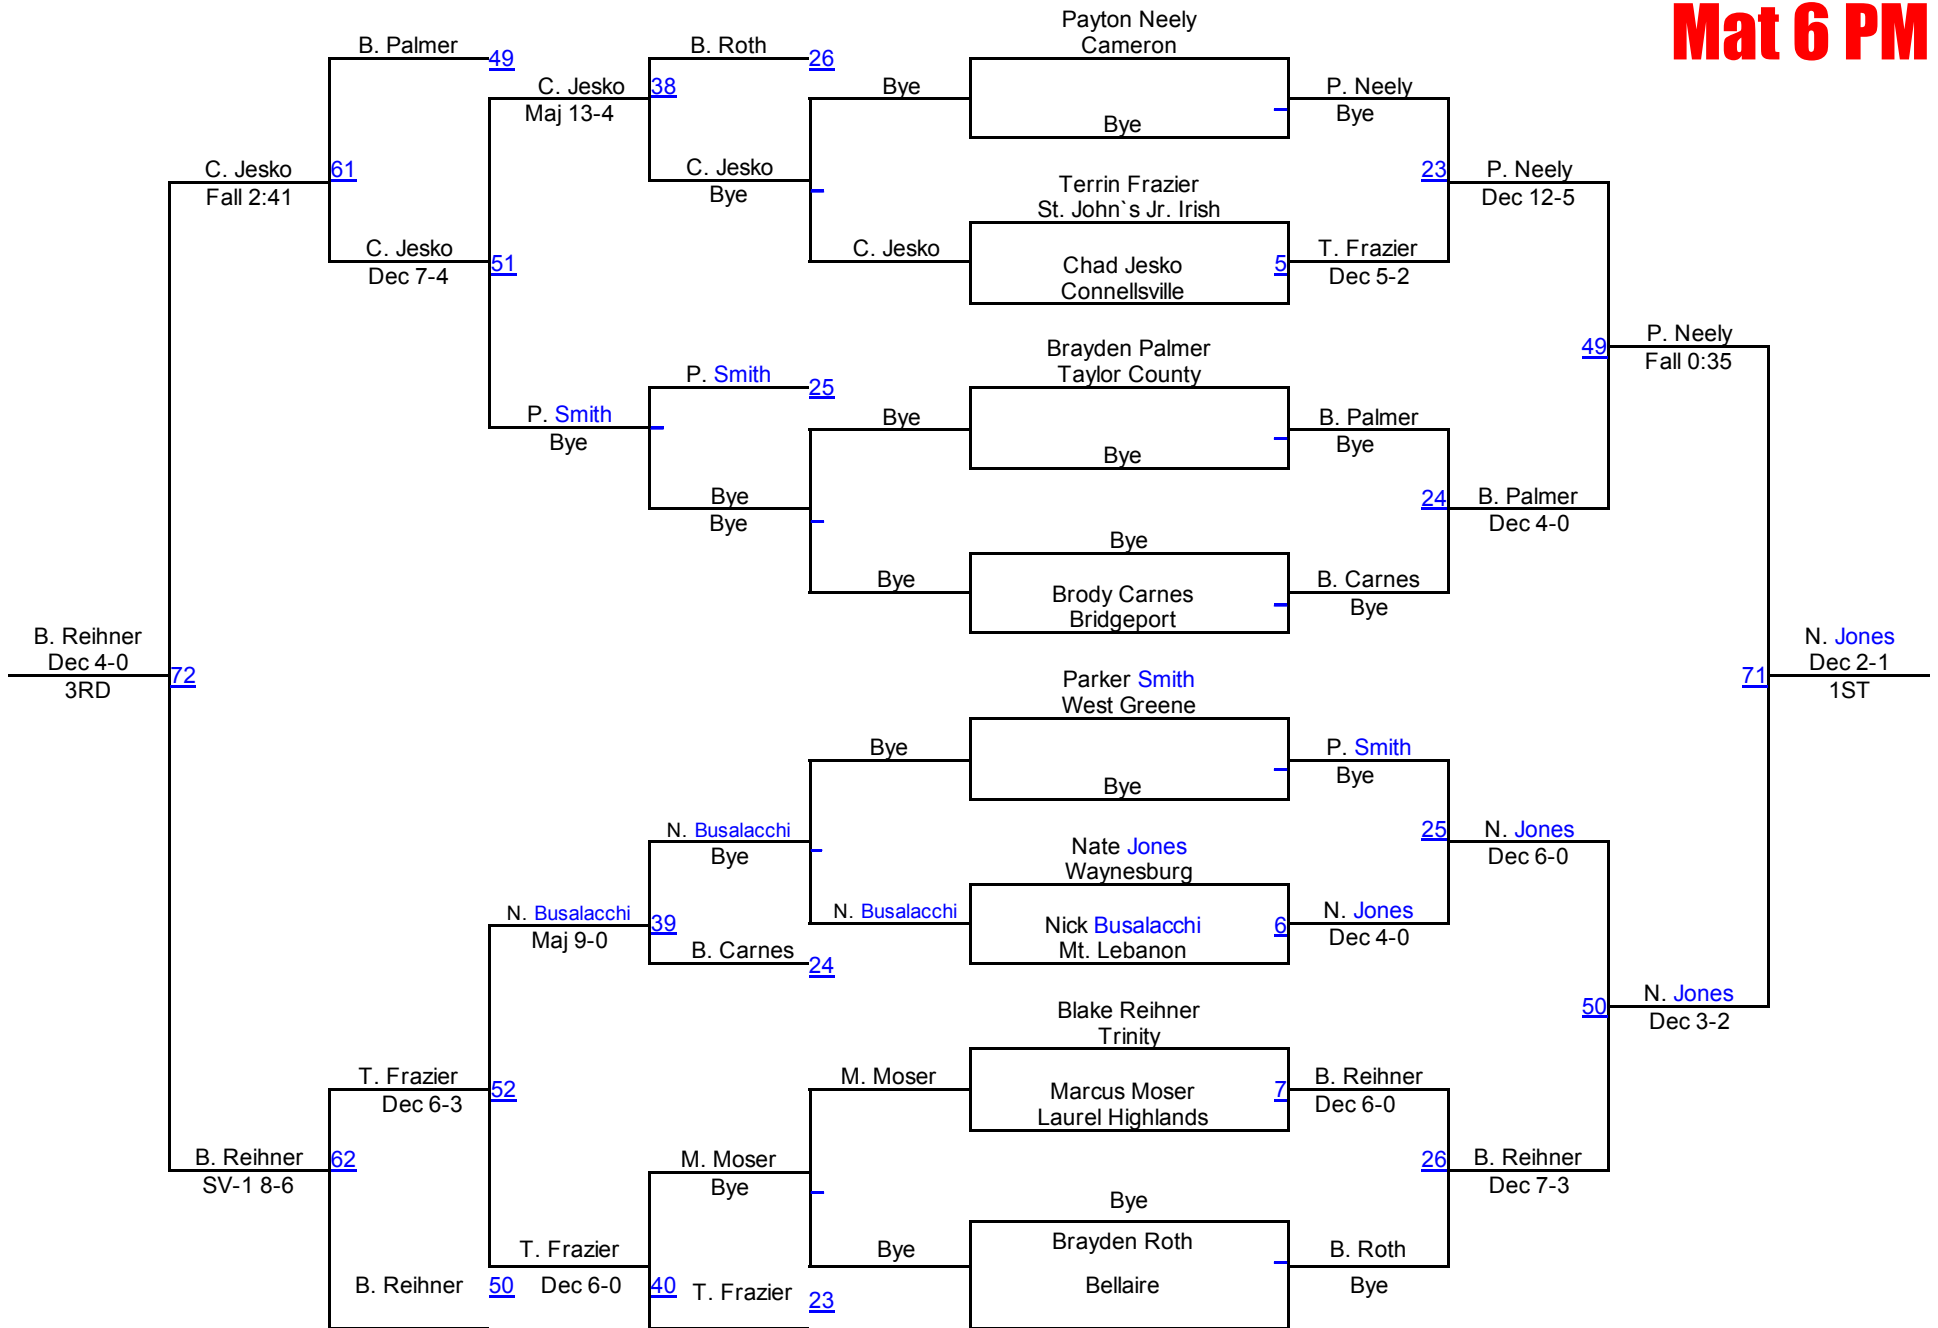 Mat 6 PM
Payton Neely
Cameron
B. Palmer
49
B. Roth
26
C. Jesko
38
Maj 13-4
Bye
P. Neely
Bye
Bye
C. Jesko
61
Fall 2:41
C. Jesko
Bye
Terrin Frazier
St. John`s Jr. Irish
23
P. Neely
Dec 12-5
C. Jesko
51
Dec 7-4
C. Jesko
Chad Jesko
Connellsville
5
T. Frazier
Dec 5-2
Brayden Palmer
Taylor County
49
P. Neely
Fall 0:35
P. Smith
25
P. Smith
Bye
Bye
Bye
B. Palmer
Bye
Bye
Bye
24
B. Palmer
Dec 4-0
Bye
Bye
Brody Carnes
Bridgeport
B. Carnes
Bye
B. Reihner
Dec 4-0
3RD
72
Parker Smith
West Greene
71
N. Jones
Dec 2-1
1ST
Bye
Bye
P. Smith
Bye
N. Busalacchi
Bye
Nate Jones
Waynesburg
25
N. Jones
Dec 6-0
N. Busalacchi
39
Maj 9-0
B. Carnes
24
N. Busalacchi
Nick Busalacchi
Mt. Lebanon
6
N. Jones
Dec 4-0
Blake Reihner
Trinity
50
N. Jones
Dec 3-2
T. Frazier
52
Dec 6-3
M. Moser
Marcus Moser
Laurel Highlands
7
B. Reihner
Dec 6-0
B. Reihner
62
SV-1 8-6
M. Moser
Bye
Bye
26
B. Reihner
Dec 7-3
T. Frazier
Dec 6-0
Bye
Brayden Roth
Bellaire
B. Roth
Bye
B. Reihner
50
40
T. Frazier
23